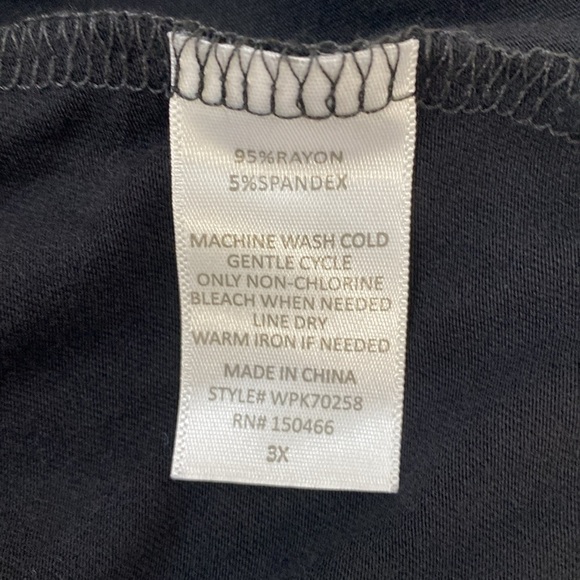 95%RAYON
5%SPANDEX
MACHINE WASH COLD
GENTLE CYCLE
ONLY NON-CHLORINE
BLEACH WHEN NEEDED
LINE DRY
WARM IRON IF NEEDED
MADE IN CHINA
STYLE# WPK70258
RN# 150466
3X